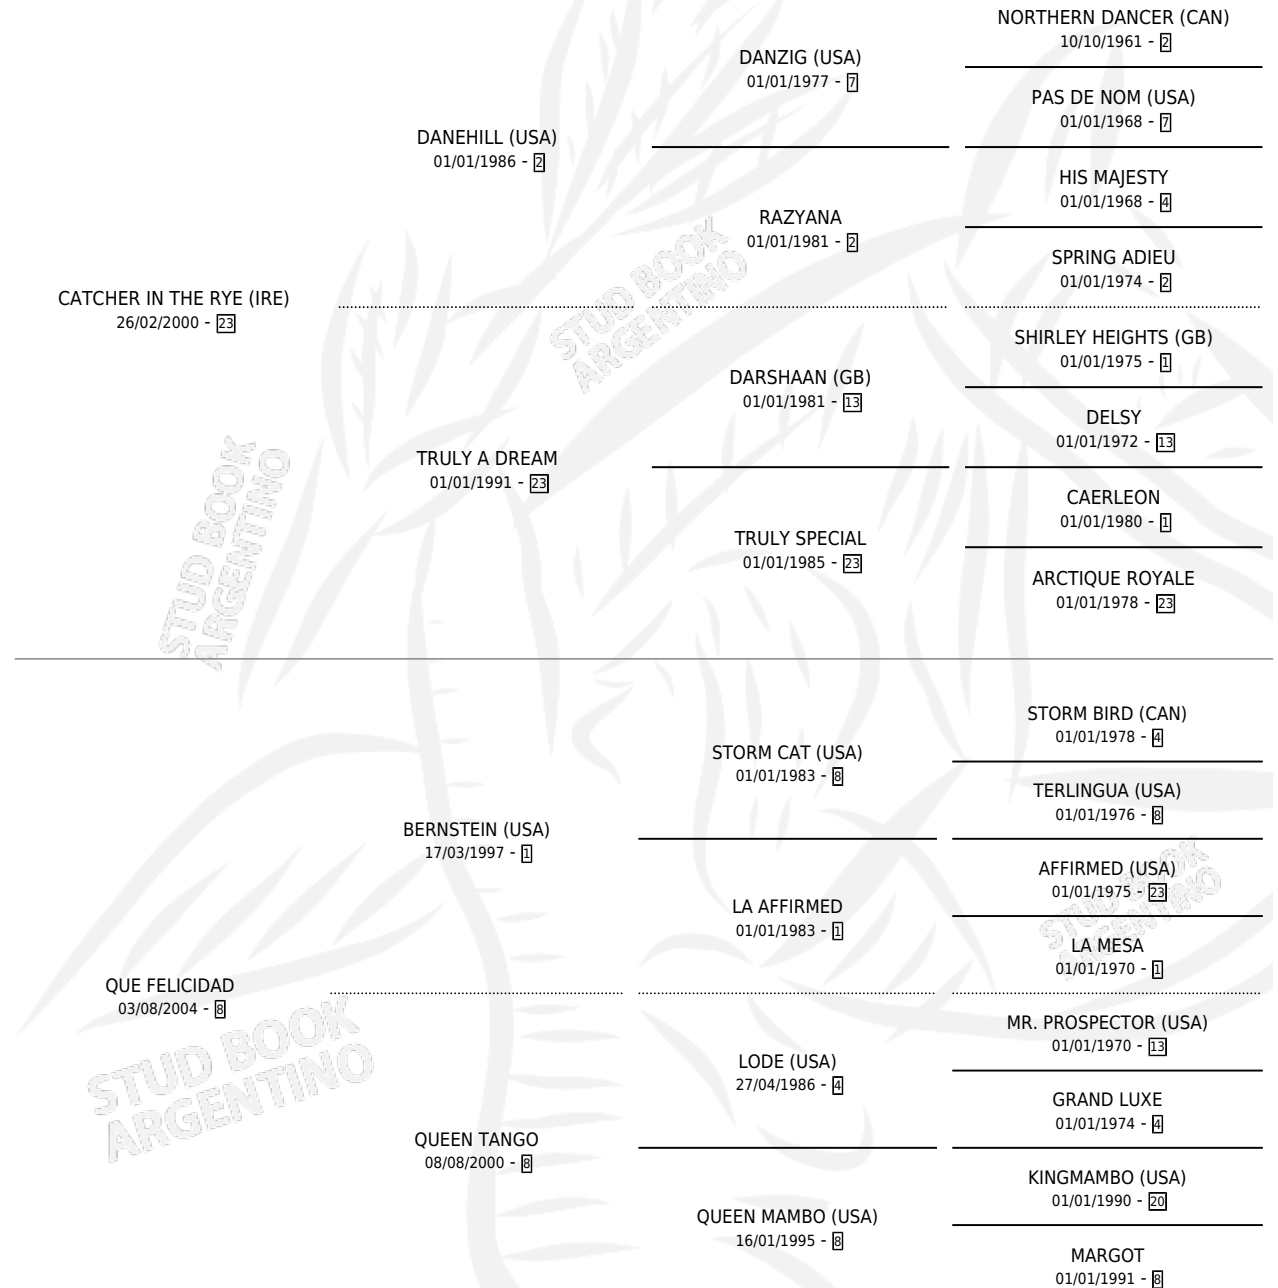 NORTHERN DANCER (CAN)
10/10/1961 - 2
DANZIG (USA)
01/01/1977 - 7
PAS DE NOM (USA)
01/01/1968 - 7
DANEHILL (USA)
01/01/1986 - 2
HIS MAJESTY
01/01/1968 - 4
RAZYANA
01/01/1981 - 2
SPRING ADIEU
01/01/1974 - 2
CATCHER IN THE RYE (IRE)
26/02/2000 - 23
SHIRLEY HEIGHTS (GB)
01/01/1975 - 1
DARSHAAN (GB)
01/01/1981 - 13
DELSY
01/01/1972 - 13
TRULY A DREAM
01/01/1991 - 23
CAERLEON
01/01/1980 - 1
TRULY SPECIAL
01/01/1985 - 23
ARCTIQUE ROYALE
01/01/1978 - 23
STORM BIRD (CAN)
01/01/1978 - 4
STORM CAT (USA)
01/01/1983 - 8
TERLINGUA (USA)
01/01/1976 - 8
BERNSTEIN (USA)
17/03/1997 - 1
AFFIRMED (USA)
01/01/1975 - 23
LA AFFIRMED
01/01/1983 - 1
LA MESA
01/01/1970 - 1
QUE FELICIDAD
03/08/2004 - 8
MR. PROSPECTOR (USA)
01/01/1970 - 13
LODE (USA)
27/04/1986 - 4
GRAND LUXE
01/01/1974 - 4
QUEEN TANGO
08/08/2000 - 8
KINGMAMBO (USA)
01/01/1990 - 20
QUEEN MAMBO (USA)
16/01/1995 - 8
MARGOT
01/01/1991 - 8
STUD BOOK
ARGENTINO
STUD BOOK
ARGENTINO
STUD BOOK
ARGENTINO
STUD BOOK
ARGENTINO